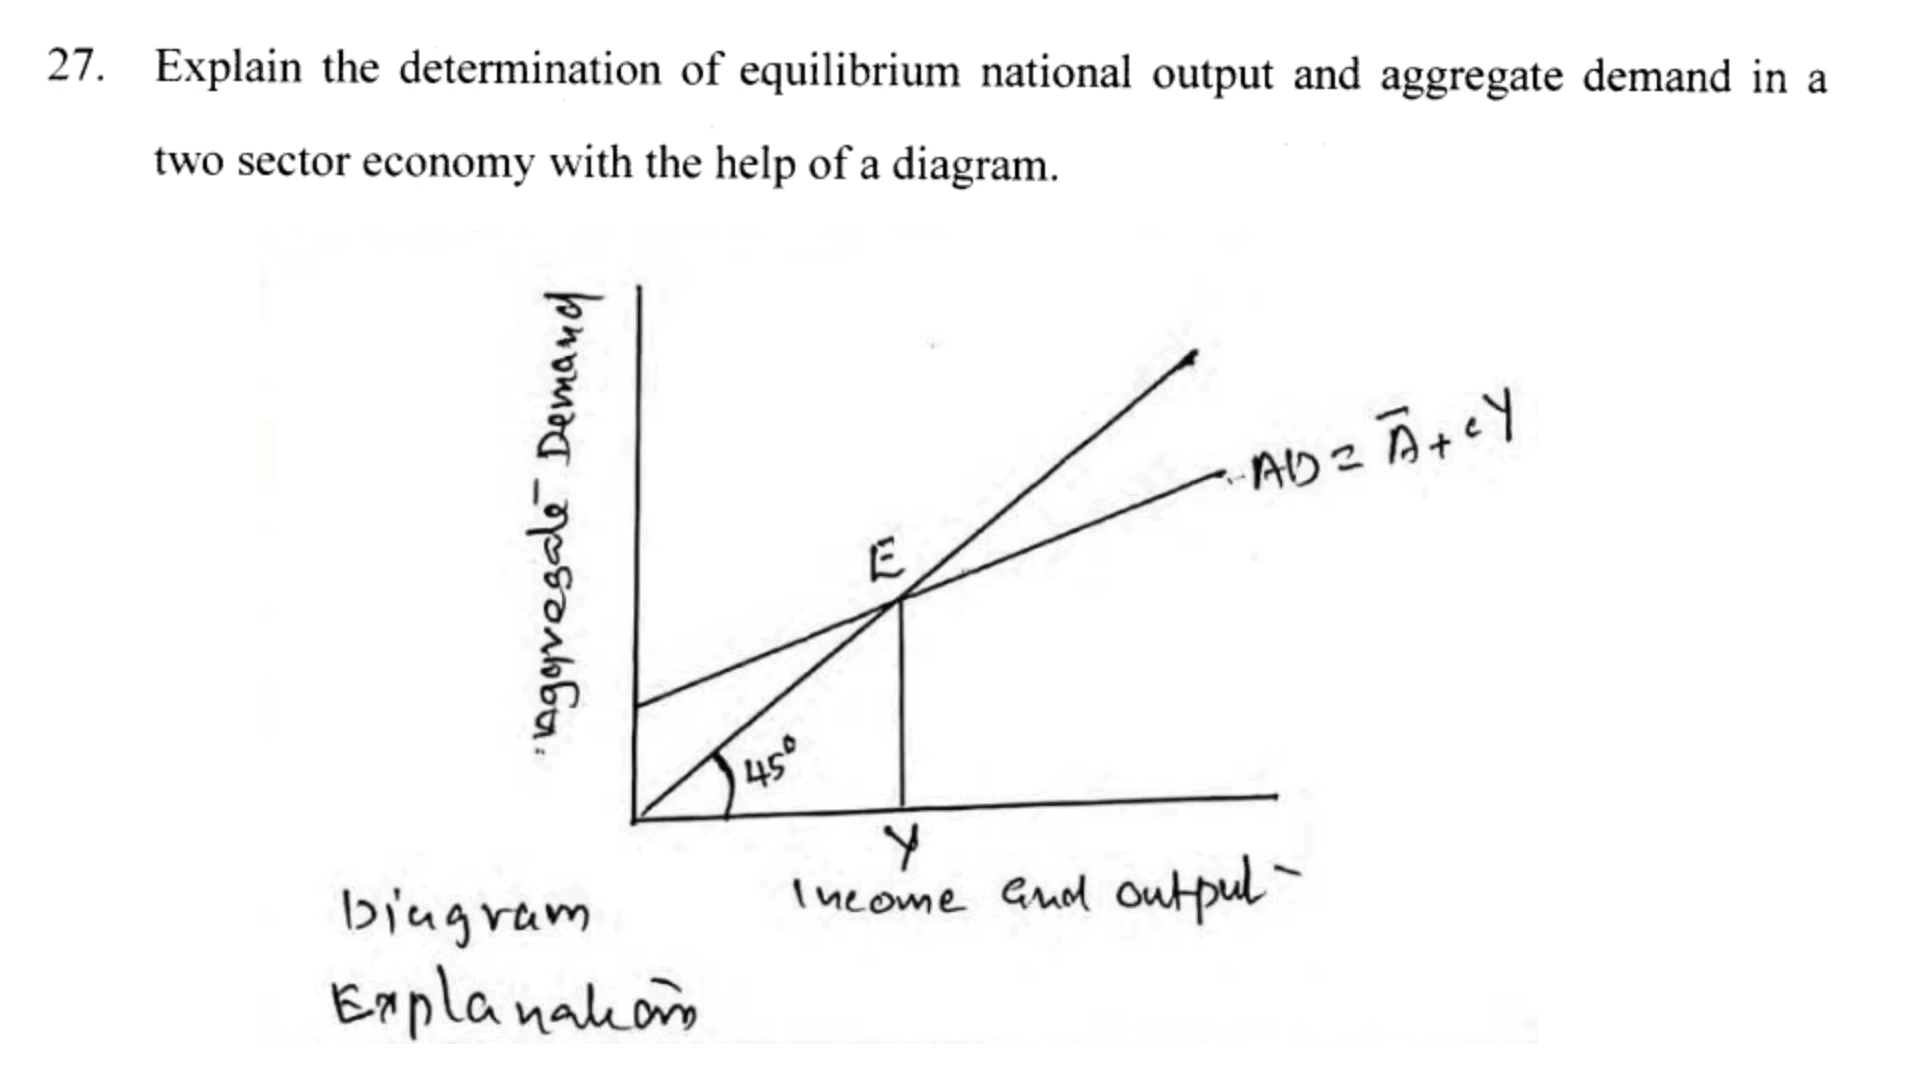 27. Explain the determination of equilibrium national output and aggregate demand in a
two sector economy with the help of a diagram.
Aggregate Demand
AD = A̅ + cY
E
45°
Y
Income and output
Diagram
Explanation